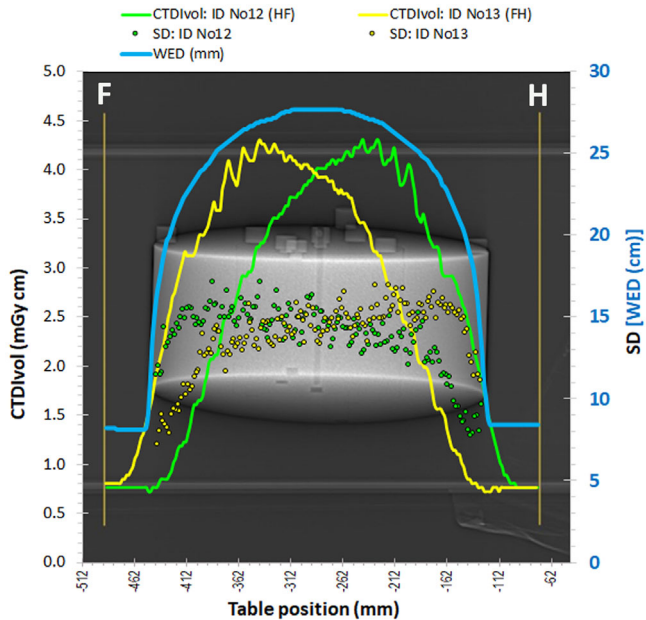 CTDIvol: ID No12 (HF)
CTDIvol: ID No13 (FH)
SD: ID No12
SD: ID No13
WED (mm)
5.0
4.5
4.0
3.5
3.0
2.5
2.0
1.5
1.0
0.5
0.0
CTDIvol (mGy cm)
F
H
30
25
20
15
10
5
0
SD [WED (cm)]
-512
-462
-412
-362
-312
-262
-212
-162
-112
-62
Table position (mm)